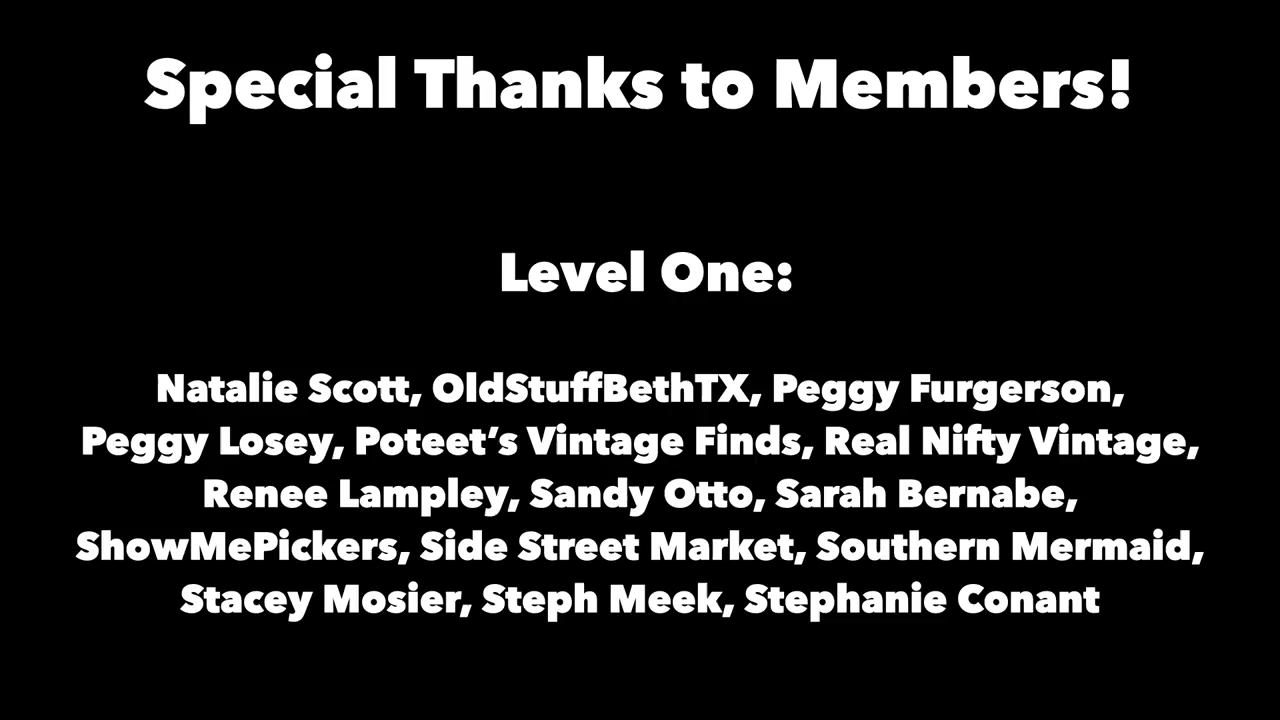 Special Thanks to Members!
Level One:
Natalie Scott, OldStuffBethTX, Peggy Furgerson,
Peggy Losey, Poteet’s Vintage Finds, Real Nifty Vintage,
Renee Lampley, Sandy Otto, Sarah Bernabe,
ShowMePickers, Side Street Market, Southern Mermaid,
Stacey Mosier, Steph Meek, Stephanie Conant